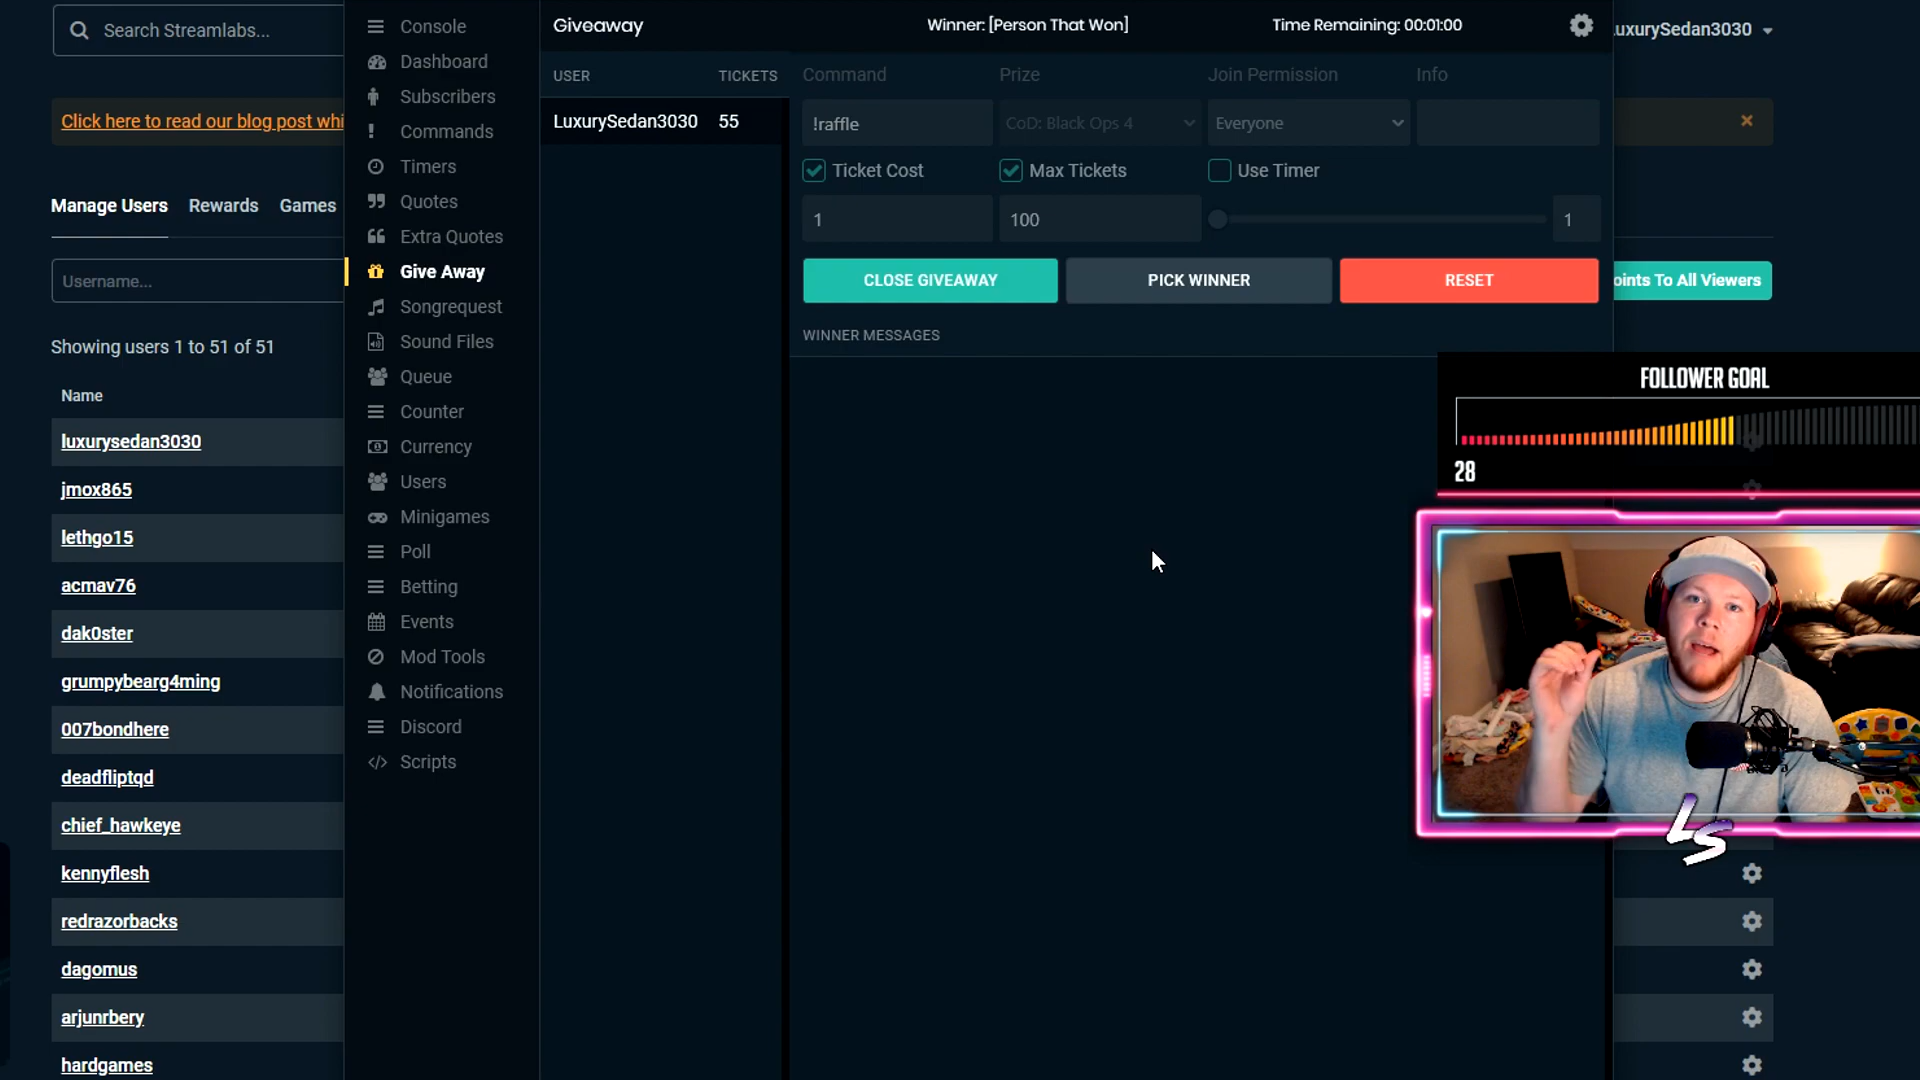 Search Streamlabs...
Click here to read our blog post whi
Manage Users
Rewards
Games
Username...
Showing users 1 to 51 of 51
Name
luxurysedan3030
jmox865
lethgo15
acmav76
dak0ster
grumpybearg4ming
007bondhere
deadfliptqd
chief_hawkeye
kennyflesh
redrazorbacks
dagomus
arjunrbery
hardgames
Console
Dashboard
Subscribers
Commands
Timers
Quotes
Extra Quotes
Give Away
Songrequest
Sound Files
Queue
Counter
Currency
Users
Minigames
Poll
Betting
Events
Mod Tools
Notifications
Discord
Scripts
Giveaway
Winner: [Person That Won]
Time Remaining: 00:01:00
USER TICKETS
LuxurySedan3030 55
Command Prize Join Permission Info
!raffle CoD: Black Ops 4 Everyone
Ticket Cost Max Tickets Use Timer
1 100 1
CLOSE GIVEAWAY PICK WINNER RESET
WINNER MESSAGES
uxurySedan3030
oints To All Viewers
FOLLOWER GOAL
28
LS